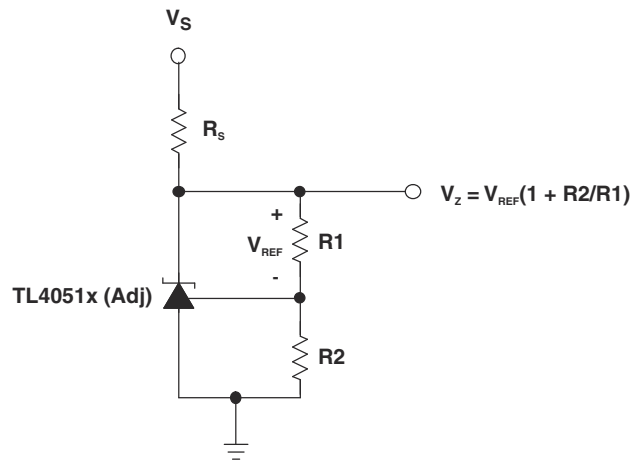 VS
RS
VZ = VREF(1 + R2/R1)
+
VREF
R1
-
TL4051x (Adj)
R2